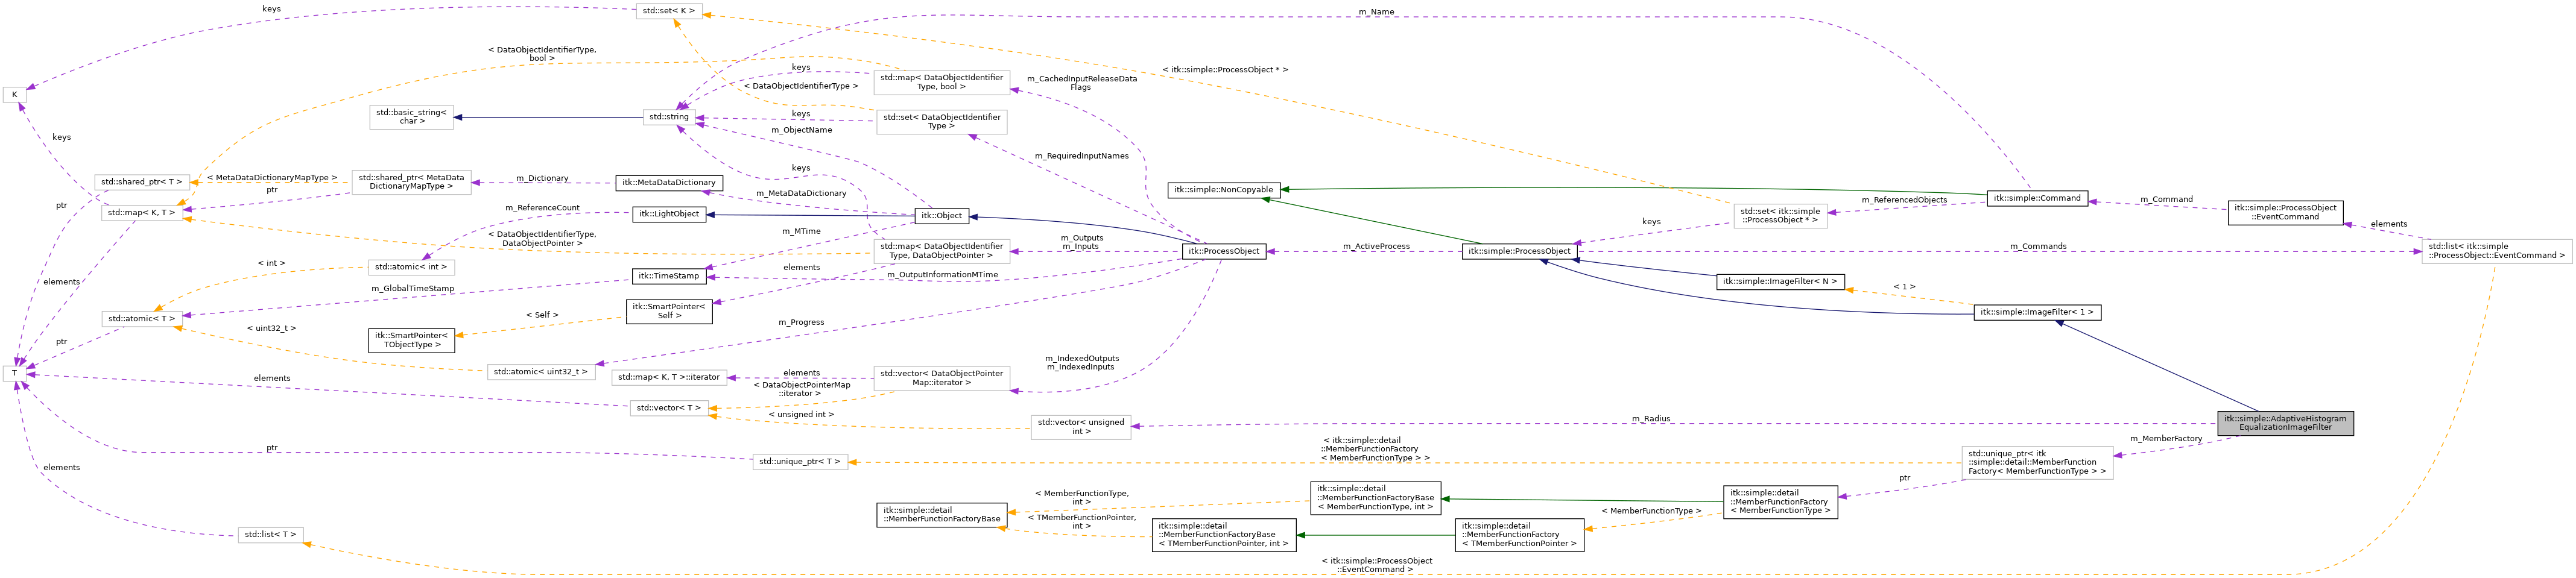 keys
std::set< K >
m_Name
< DataObjectIdentifierType,
bool >
keys
< itk::simple::ProcessObject * >
std::map< DataObjectIdentifier
Type, bool >
m_CachedInputReleaseData
Flags
K
< DataObjectIdentifierType >
std::basic_string<
char >
std::string
keys
std::set< DataObjectIdentifier
Type >
m_ObjectName
keys
m_RequiredInputNames
keys
std::shared_ptr< T >
< MetaDataDictionaryMapType >
ptr
std::shared_ptr< MetaData
DictionaryMapType >
m_Dictionary
itk::MetaDataDictionary
m_MetaDataDictionary
itk::simple::NonCopyable
itk::simple::Command
m_ReferencedObjects
m_Command
itk::simple::ProcessObject
::EventCommand
ptr
std::map< K, T >
m_ReferenceCount
itk::LightObject
itk::Object
std::set< itk::simple
::ProcessObject * >
keys
elements
< DataObjectIdentifierType,
DataObjectPointer >
m_MTime
std::map< DataObjectIdentifier
Type, DataObjectPointer >
m_Outputs
m_Inputs
itk::ProcessObject
m_ActiveProcess
itk::simple::ProcessObject
m_Commands
std::list< itk::simple
::ProcessObject::EventCommand >
< int >
std::atomic< int >
elements
itk::TimeStamp
m_OutputInformationMTime
elements
m_GlobalTimeStamp
itk::simple::ImageFilter< N >
< 1 >
itk::simple::ImageFilter< 1 >
std::atomic< T >
< uint32_t >
itk::SmartPointer<
TObjectType >
< Self >
itk::SmartPointer<
Self >
m_Progress
ptr
T
elements
std::atomic< uint32_t >
std::map< K, T >::iterator
elements
< DataObjectPointerMap
::iterator >
std::vector< DataObjectPointer
Map::iterator >
m_IndexedOutputs
m_IndexedInputs
std::vector< T >
< unsigned int >
std::vector< unsigned
int >
m_Radius
itk::simple::AdaptiveHistogram
EqualizationImageFilter
m_MemberFactory
ptr
std::unique_ptr< T >
< itk::simple::detail
::MemberFunctionFactory
< MemberFunctionType > >
std::unique_ptr< itk
::simple::detail::MemberFunction
Factory< MemberFunctionType > >
elements
ptr
itk::simple::detail
::MemberFunctionFactoryBase
< MemberFunctionType,
int >
itk::simple::detail
::MemberFunctionFactoryBase
< MemberFunctionType, int >
itk::simple::detail
::MemberFunctionFactory
< MemberFunctionType >
< TMemberFunctionPointer,
int >
itk::simple::detail
::MemberFunctionFactoryBase
< TMemberFunctionPointer, int >
itk::simple::detail
::MemberFunctionFactory
< TMemberFunctionPointer >
< MemberFunctionType >
std::list< T >
< itk::simple::ProcessObject
::EventCommand >